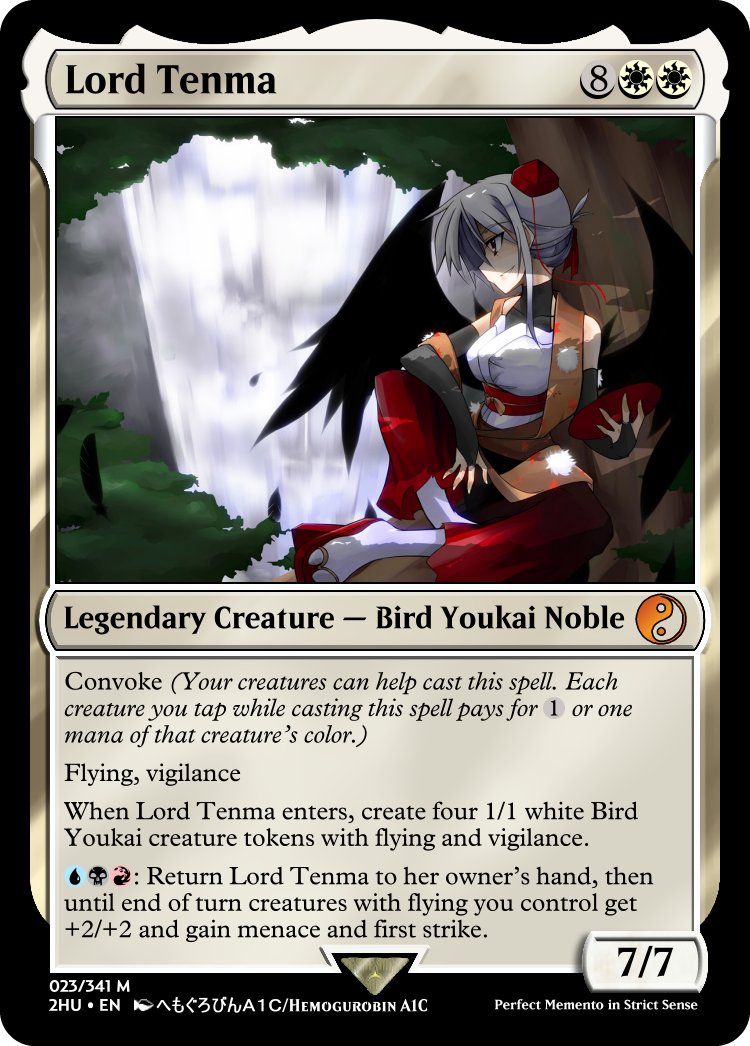 Lord Tenma 8
Legendary Creature — Bird Youkai Noble
Convoke (Your creatures can help cast this spell. Each
creature you tap while casting this spell pays for 1 or one
mana of that creature's color.)
Flying, vigilance
When Lord Tenma enters, create four 1/1 white Bird
Youkai creature tokens with flying and vigilance.
: Return Lord Tenma to her owner's hand, then
until end of turn creatures with flying you control get
+2/+2 and gain menace and first strike.
7/7
023/341 M
2HU • EN へもぐろびんA1C/Hemogurobin A1C
Perfect Memento in Strict Sense